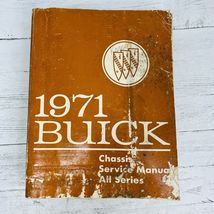 1971
BUICK
Chassis
Service Manual
All Series